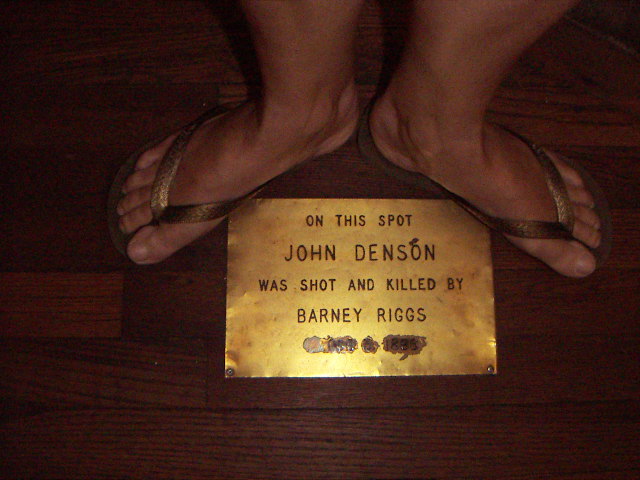 ON THIS SPOT
JOHN DENSON
WAS SHOT AND KILLED BY
BARNEY RIGGS